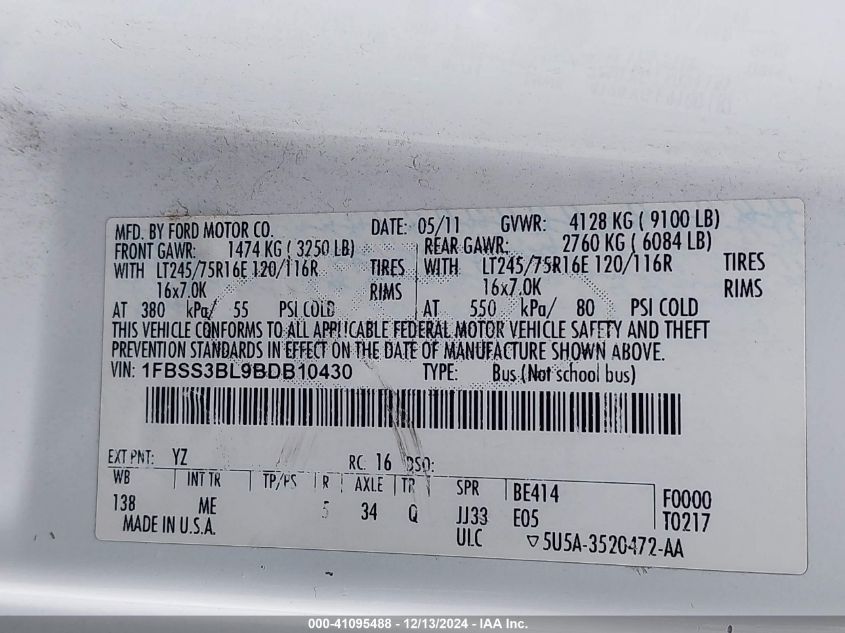 MFD. BY FORD MOTOR CO. DATE: 05/11 GVWR: 4128 KG ( 9100 LB)
FRONT GAWR: 1474 KG ( 3250 LB) REAR GAWR: 2760 KG ( 6084 LB)
WITH LT245/75R16E 120/116R TIRES WITH LT245/75R16E 120/116R TIRES
16x7.0K RIMS 16x7.0K RIMS
AT 380 kPa/ 55 PSI COLD AT 550 kPa/ 80 PSI COLD
THIS VEHICLE CONFORMS TO ALL APPLICABLE FEDERAL MOTOR VEHICLE SAFETY AND THEFT
PREVENTION STANDARDS IN EFFECT ON THE DATE OF MANUFACTURE SHOWN ABOVE.
VIN: 1FBSS3BL9BDB10430 TYPE: Bus (Not school bus)
EXT PNT: YZ RC: 16 DSO:
WB INT TR TP/PS R AXLE TR SPR BE414 F0000
138 ME 5 34 Q JJ33 E05 T0217
MADE IN U.S.A. ULC ▽5U5A-3520472-AA
000-41095488 - 12/13/2024 - IAA Inc.